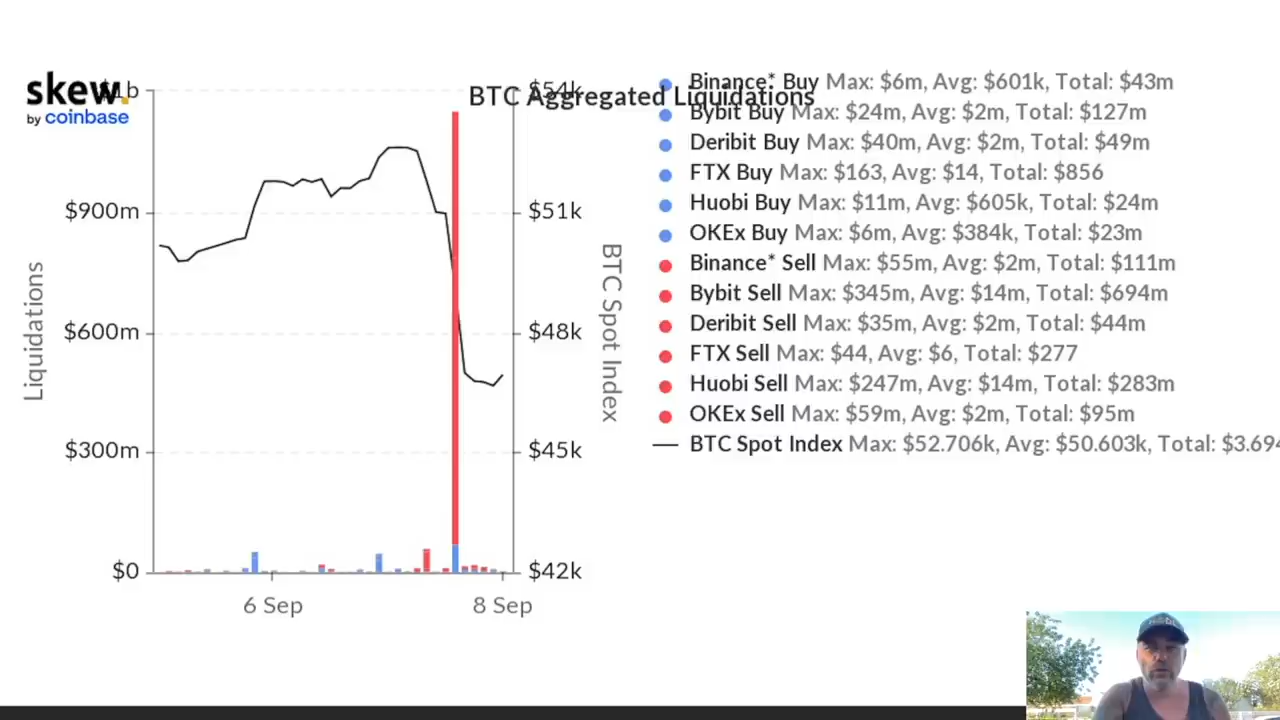 skew.
by coinbase
BTC Aggregated Liquidations
$1b
$900m
$600m
$300m
$0
Liquidations
$54k
$51k
$48k
$45k
$42k
BTC Spot Index
6 Sep
8 Sep
Binance* Buy Max: $6m, Avg: $601k, Total: $43m
Bybit Buy Max: $24m, Avg: $2m, Total: $127m
Deribit Buy Max: $40m, Avg: $2m, Total: $49m
FTX Buy Max: $163, Avg: $14, Total: $856
Huobi Buy Max: $11m, Avg: $605k, Total: $24m
OKEx Buy Max: $6m, Avg: $384k, Total: $23m
Binance* Sell Max: $55m, Avg: $2m, Total: $111m
Bybit Sell Max: $345m, Avg: $14m, Total: $694m
Deribit Sell Max: $35m, Avg: $2m, Total: $44m
FTX Sell Max: $44, Avg: $6, Total: $277
Huobi Sell Max: $247m, Avg: $14m, Total: $283m
OKEx Sell Max: $59m, Avg: $2m, Total: $95m
BTC Spot Index Max: $52.706k, Avg: $50.603k, Total: $3.694